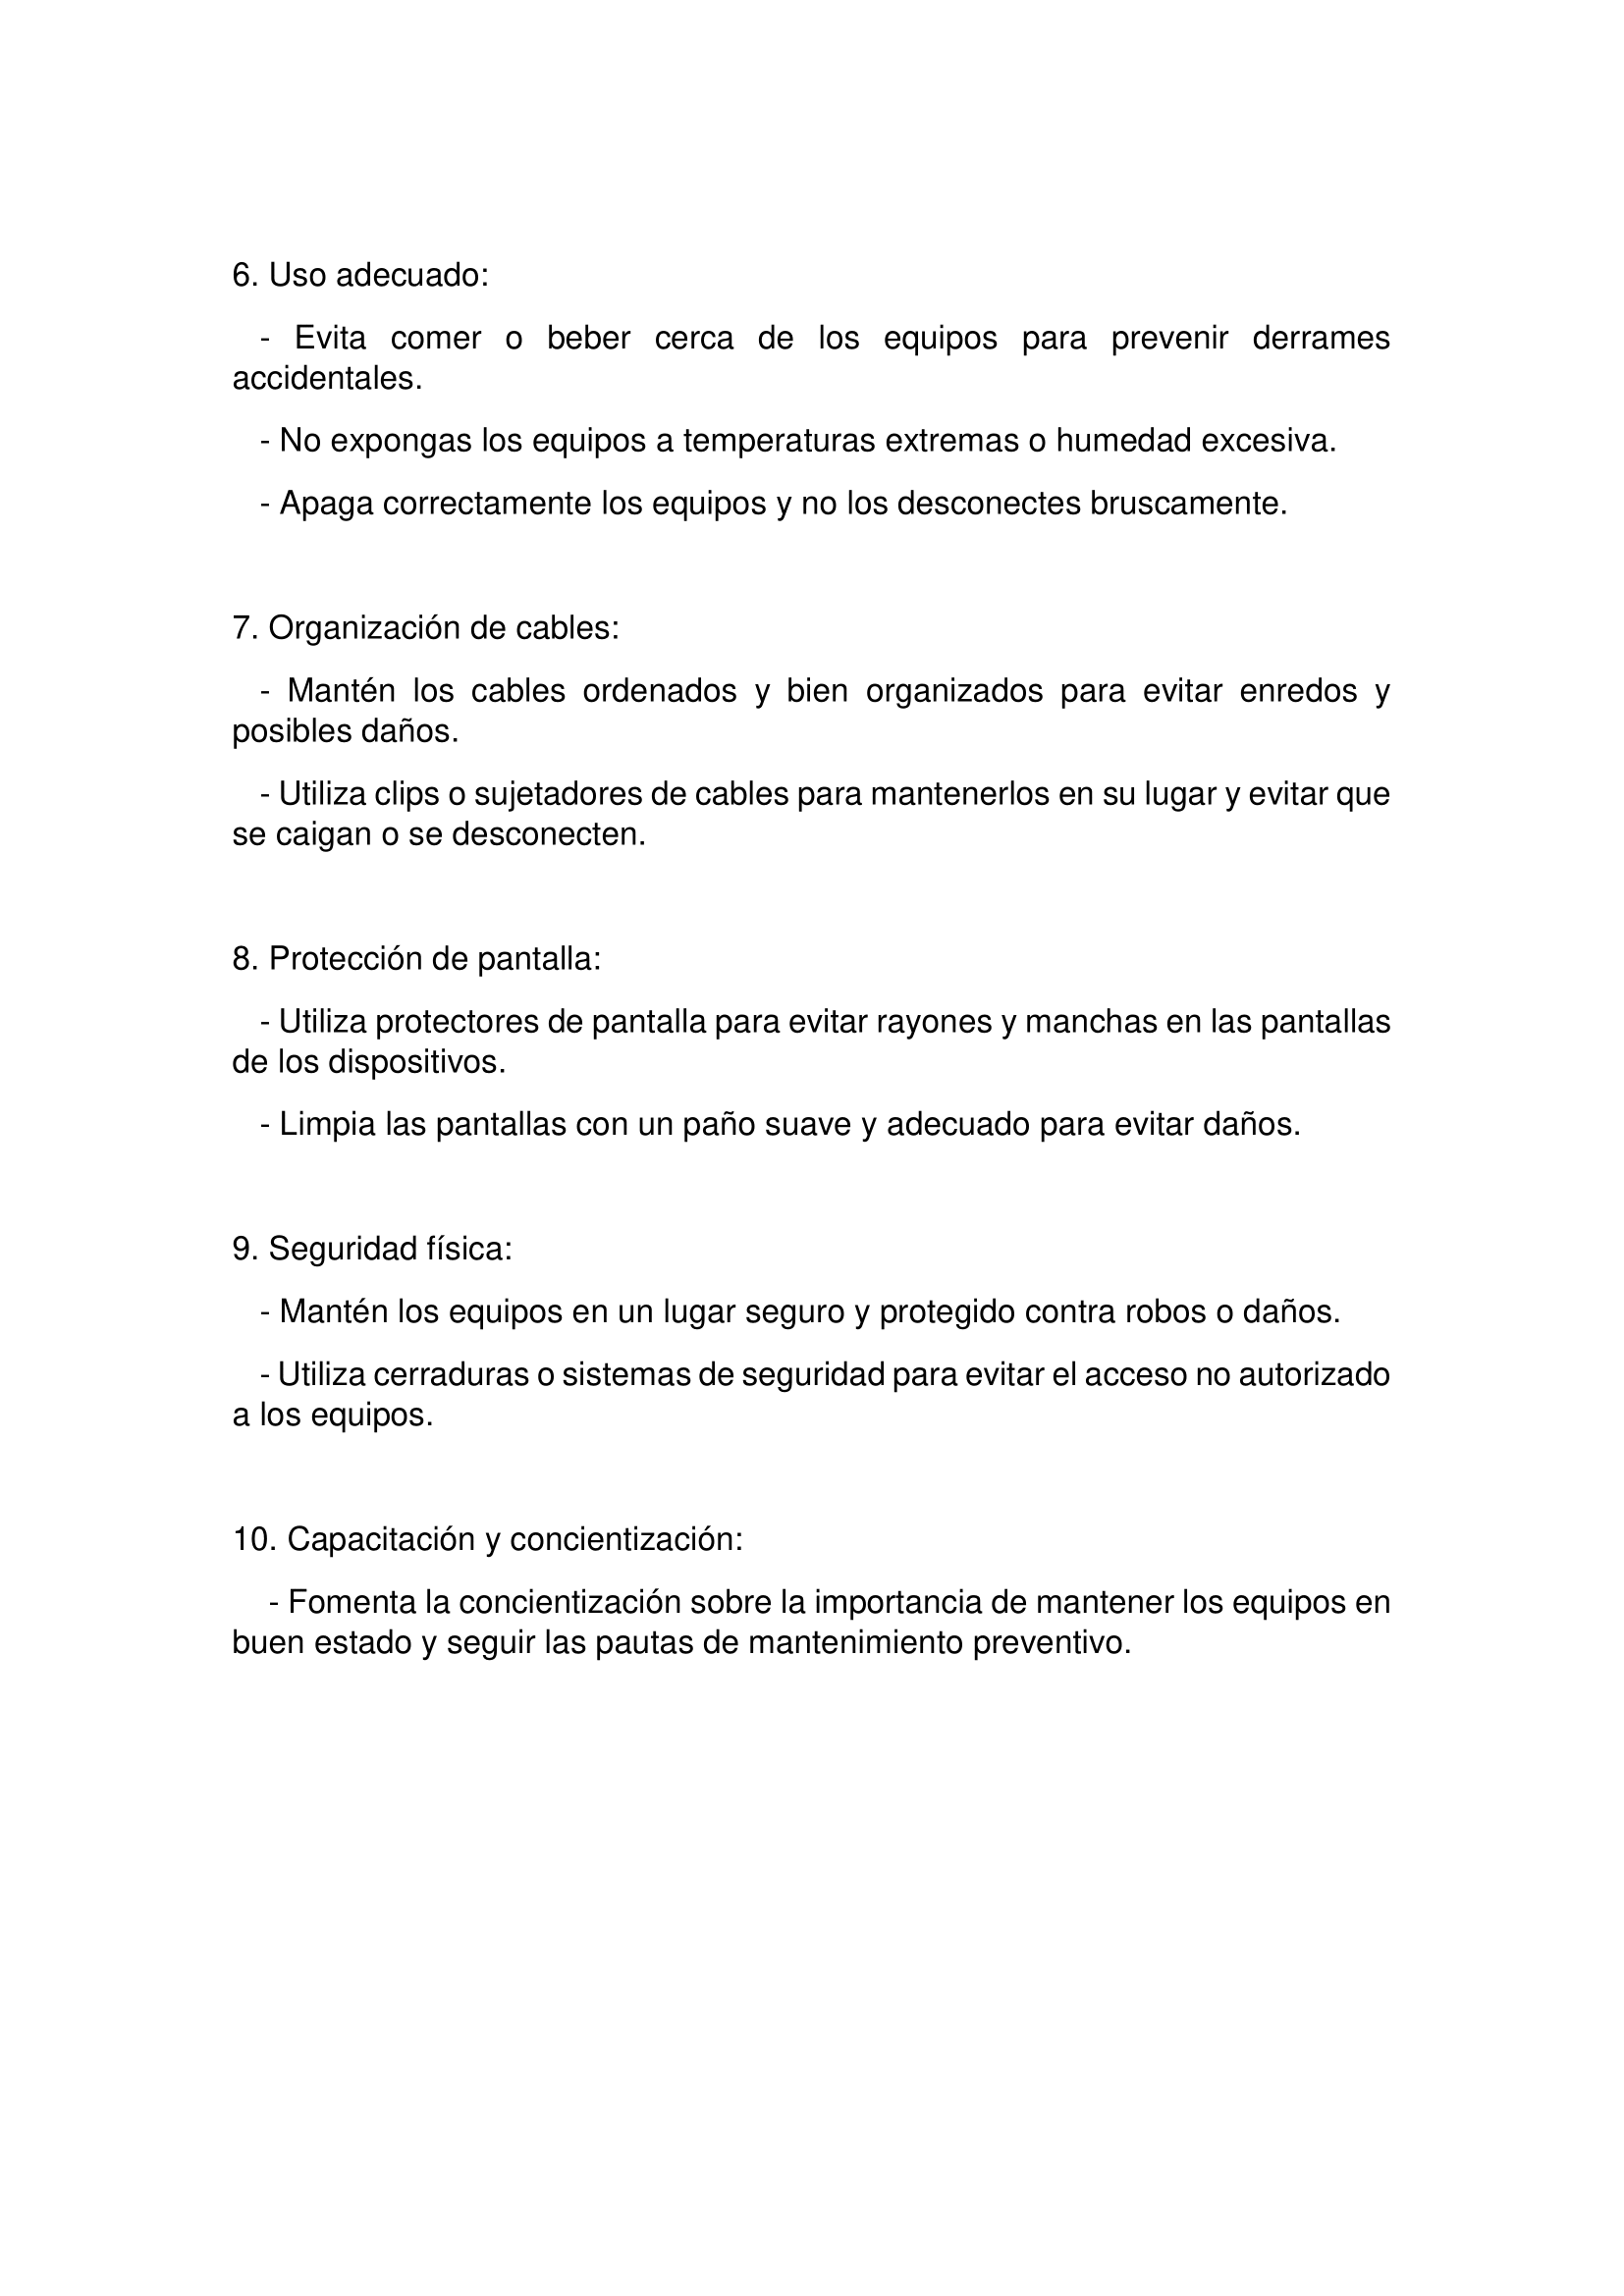 6. Uso adecuado:
- Evita comer o beber cerca de los equipos para prevenir derrames
accidentales.
- No expongas los equipos a temperaturas extremas o humedad excesiva.
- Apaga correctamente los equipos y no los desconectes bruscamente.
7. Organización de cables:
- Mantén los cables ordenados y bien organizados para evitar enredos y
posibles daños.
- Utiliza clips o sujetadores de cables para mantenerlos en su lugar y evitar que
se caigan o se desconecten.
8. Protección de pantalla:
- Utiliza protectores de pantalla para evitar rayones y manchas en las pantallas
de los dispositivos.
- Limpia las pantallas con un paño suave y adecuado para evitar daños.
9. Seguridad física:
- Mantén los equipos en un lugar seguro y protegido contra robos o daños.
- Utiliza cerraduras o sistemas de seguridad para evitar el acceso no autorizado
a los equipos.
10. Capacitación y concientización:
- Fomenta la concientización sobre la importancia de mantener los equipos en
buen estado y seguir las pautas de mantenimiento preventivo.